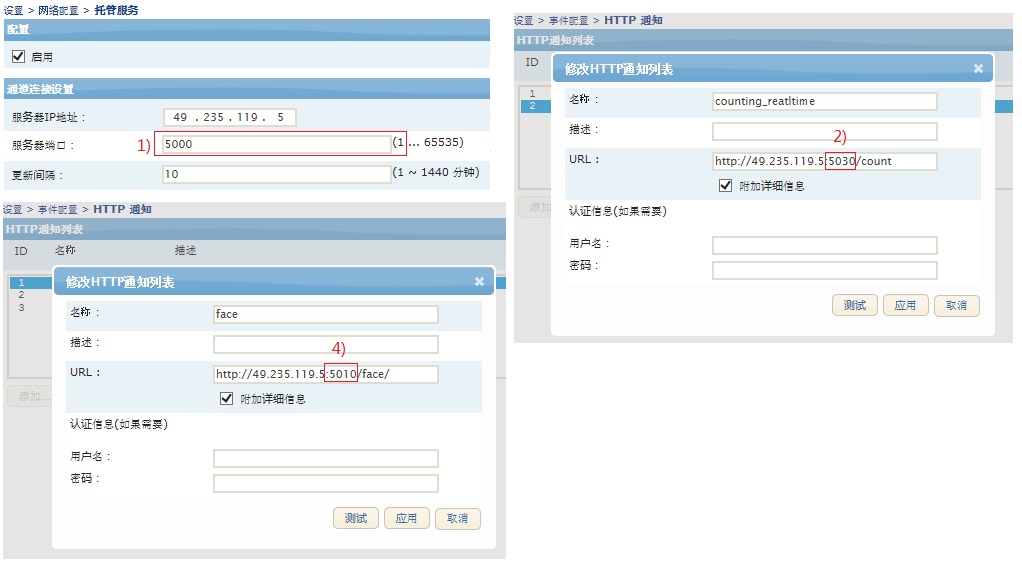 设置 > 网络配置 > 托管服务
配置
启用
通道连接设置
服务器IP地址： 49 . 235 . 119 . 5
服务器端口： 1) 5000 (1 ... 65535)
更新间隔： 10 (1 ~ 1440 分钟)
设置 > 事件配置 > HTTP 通知
HTTP通知列表
ID
1
2
修改HTTP通知列表
名称： counting_reatltime
描述：
2)
URL： http://49.235.119.5:5030/count
附加详细信息
认证信息(如果需要)
用户名：
密码：
添加
测试 应用 取消
设置 > 事件配置 > HTTP 通知
HTTP通知列表
ID 名称 描述
1
2
3
修改HTTP通知列表
名称： face
描述：
4)
URL： http://49.235.119.5:5010/face/
附加详细信息
认证信息(如果需要)
用户名：
密码：
添加...
测试 应用 取消